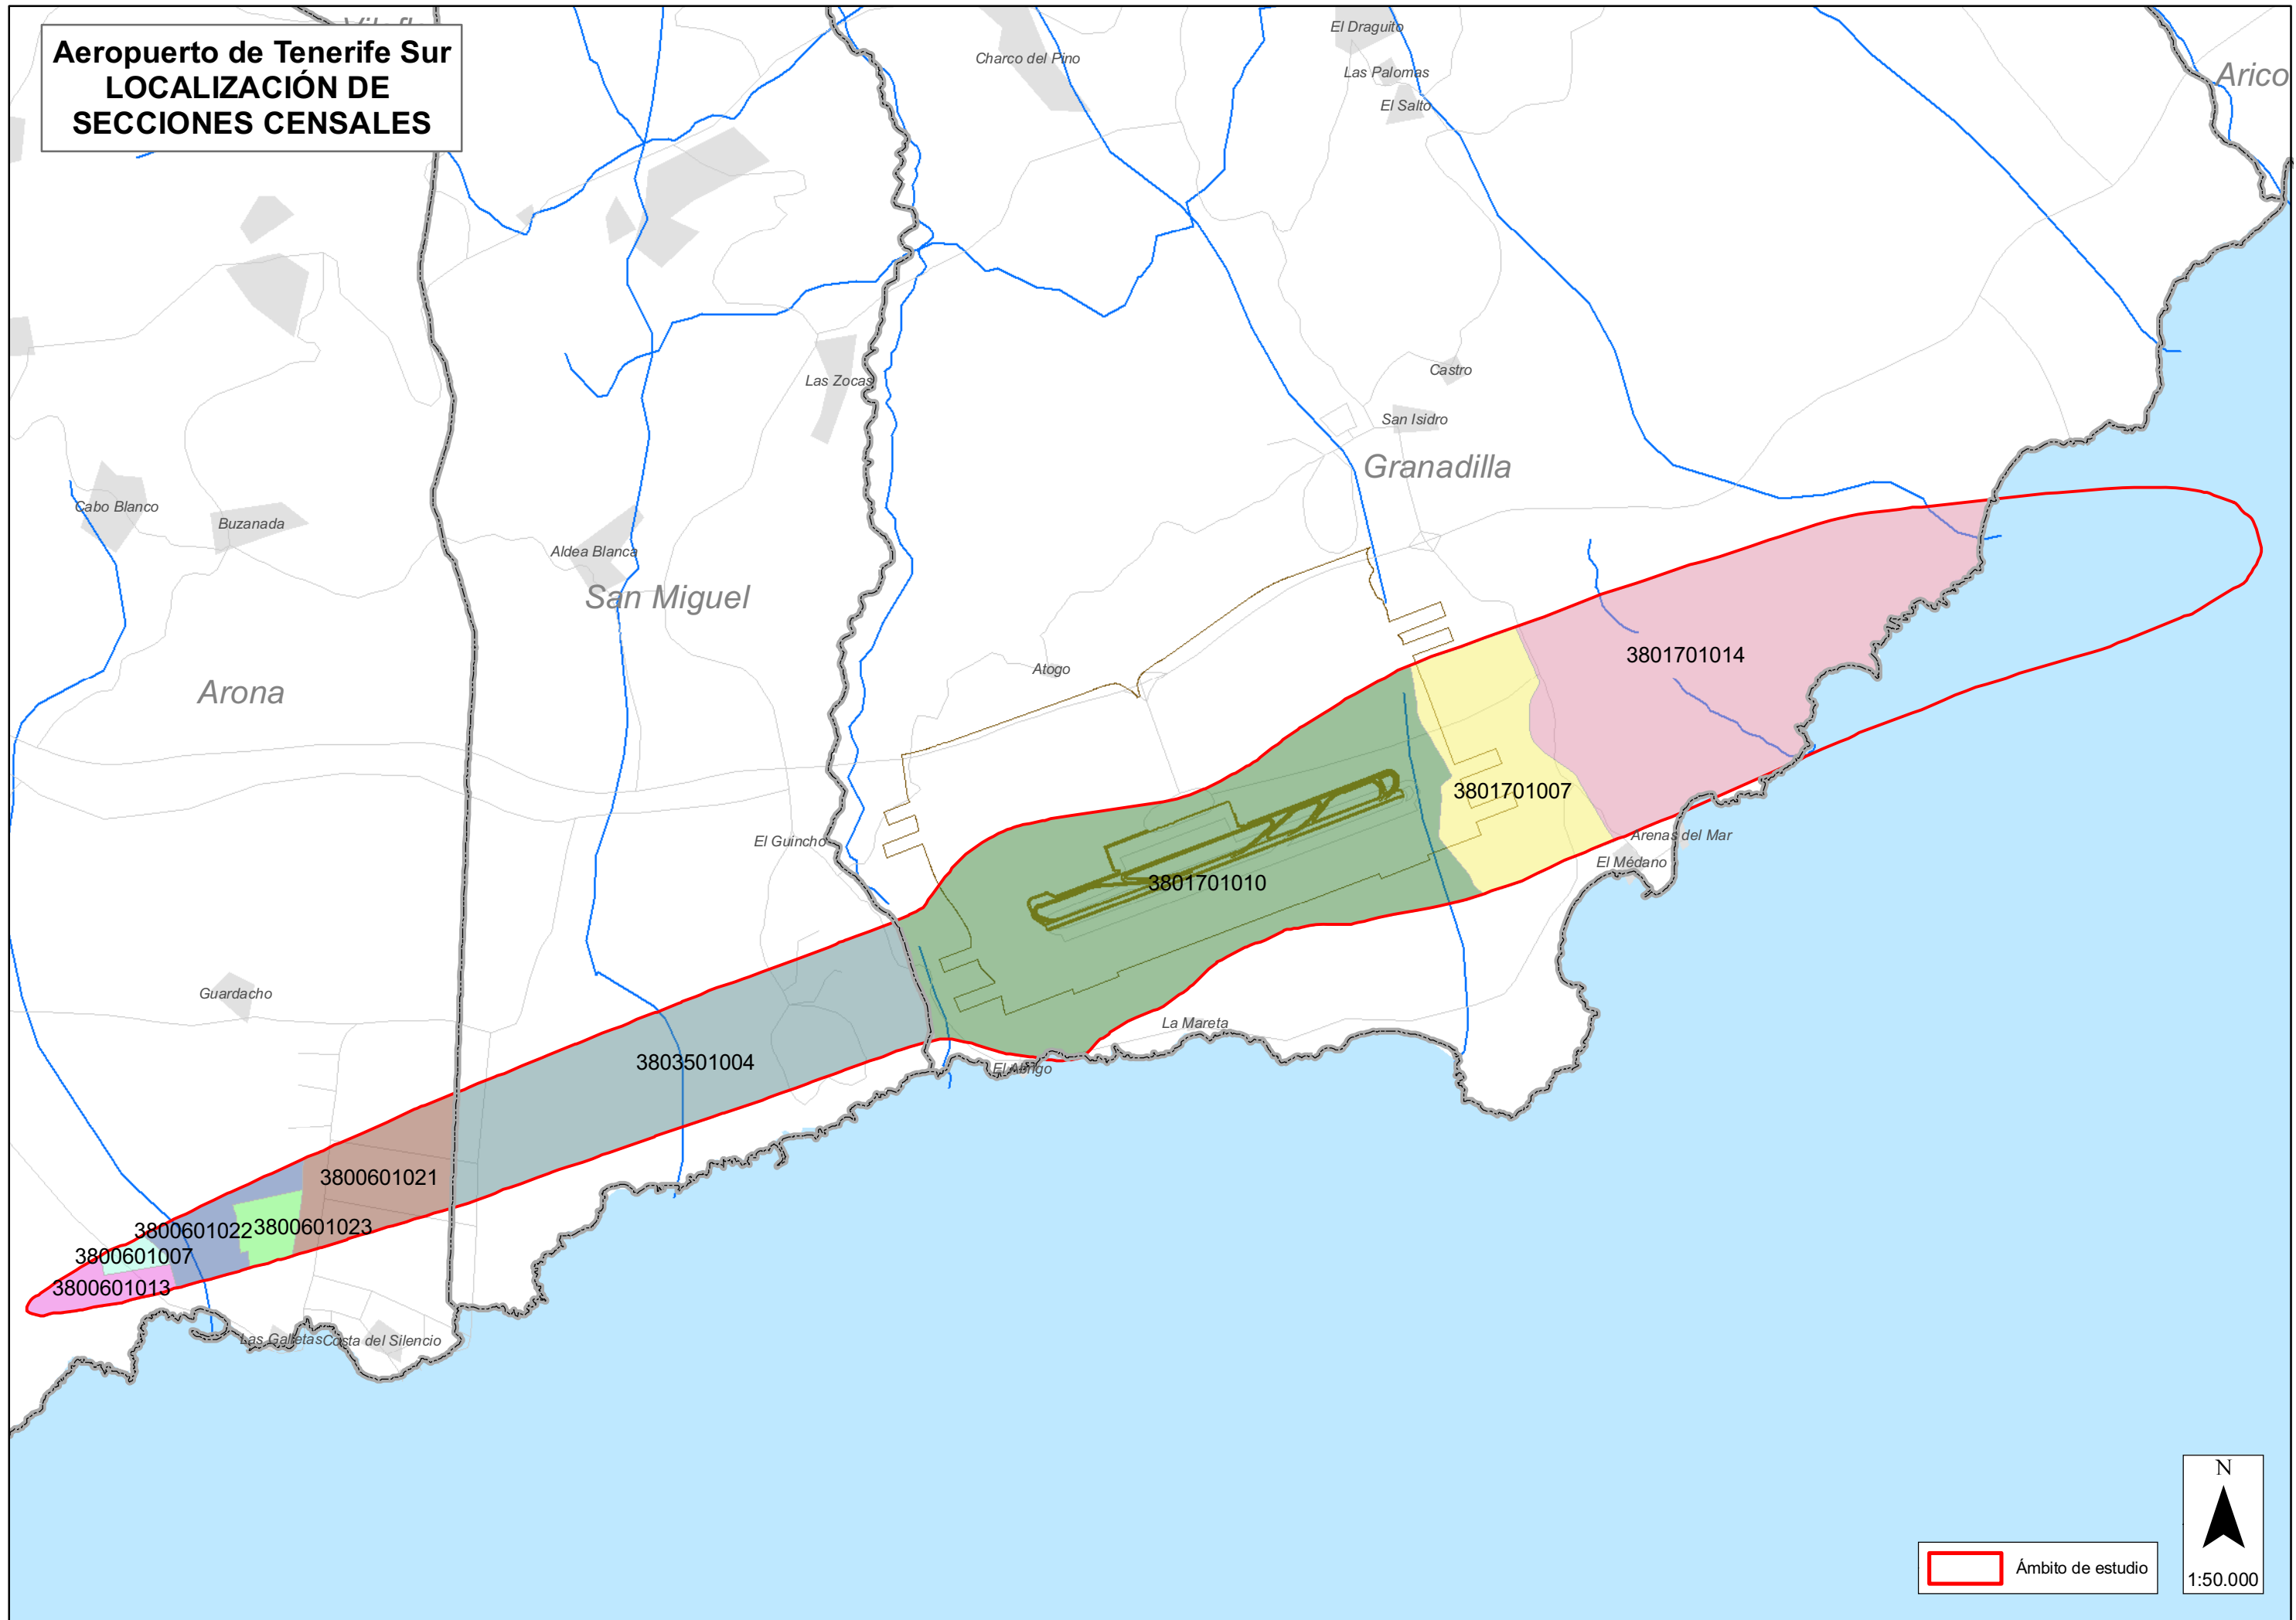 Aeropuerto de Tenerife Sur
LOCALIZACIÓN DE
SECCIONES CENSALES
El Draguito
Charco del Pino
Las Palomas
Arico
El Salto
Castro
Las Zocas
San Isidro
Granadilla
Cabo Blanco
Buzanada
Aldea Blanca
San Miguel
3801701014
Atogo
Arona
3801701007
El Guincho
Arenas del Mar
El Médano
3801701010
Guardacho
La Mareta
3803501004
El Abrigo
3800601021
3800601022
3800601023
3800601007
3800601013
Las Galletas
Costa del Silencio
N
Ámbito de estudio
1:50.000